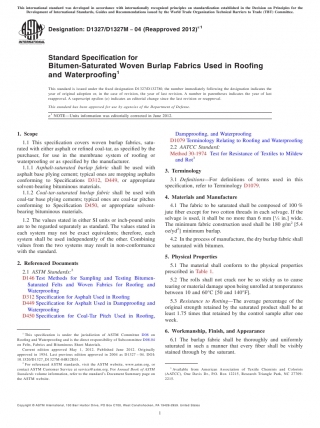 This international standard was developed in accordance with internationally recognized principles on standardization established in the Decision on Principles for the
Development of International Standards, Guides and Recommendations issued by the World Trade Organization Technical Barriers to Trade (TBT) Committee.
Designation: D1327/D1327M – 04 (Reapproved 2012)ε1
INTERNATIONAL
Standard Specification for
Bitumen-Saturated Woven Burlap Fabrics Used in Roofing
and Waterproofing1
This standard is issued under the fixed designation D1327/D1327M; the number immediately following the designation indicates the
year of original adoption or, in the case of revision, the year of last revision. A number in parentheses indicates the year of last
reapproval. A superscript epsilon (ε) indicates an editorial change since the last revision or reapproval.
This standard has been approved for use by agencies of the Department of Defense.
ε1 NOTE—Units information was editorially corrected in June 2012.
1. Scope
1.1 This specification covers woven burlap fabrics, satu-
rated with either asphalt or refined coal-tar, as specified by the
purchaser, for use in the membrane system of roofing or
waterproofing or as specified by the manufacturer.
1.1.1 Asphalt-saturated burlap fabric shall be used with
asphalt base plying cement; typical ones are mopping asphalts
conforming to Specifications D312, D449, or appropriate
solvent-bearing bituminous materials.
1.1.2 Coal-tar-saturated burlap fabric shall be used with
coal-tar base plying cements; typical ones are coal-tar pitches
conforming to Specification D450, or appropriate solvent-
bearing bituminous materials.
1.2 The values stated in either SI units or inch-pound units
are to be regarded separately as standard. The values stated in
each system may not be exact equivalents; therefore, each
system shall be used independently of the other. Combining
values from the two systems may result in non-conformance
with the standard.
2. Referenced Documents
2.1 ASTM Standards:2
D146 Test Methods for Sampling and Testing Bitumen-
Saturated Felts and Woven Fabrics for Roofing and
Waterproofing
D312 Specification for Asphalt Used in Roofing
D449 Specification for Asphalt Used in Dampproofing and
Waterproofing
D450 Specification for Coal-Tar Pitch Used in Roofing,
Dampproofing, and Waterproofing
D1079 Terminology Relating to Roofing and Waterproofing
2.2 AATCC Standard:
Method 30-1974 Test for Resistance of Textiles to Mildew
and Rot3
3. Terminology
3.1 Definitions—For definitions of terms used in this
specification, refer to Terminology D1079.
4. Materials and Manufacture
4.1 The fabric to be saturated shall be composed of 100 %
jute fiber except for two cotton threads in each selvage. If the
selvage is used, it shall be no more than 6 mm [¼ in.] wide.
The minimum fabric construction used shall be 180 g/m2 [5.4
oz/yd] minimum burlap.
4.2 In the process of manufacture, the dry burlap fabric shall
be saturated with bitumen.
5. Physical Properties
5.1 The material shall conform to the physical properties
prescribed in Table 1.
5.2 The rolls shall not crack nor be so sticky as to cause
tearing or material damage upon being unrolled at temperatures
between 10 and 60°C [50 and 140°F].
5.3 Resistance to Rotting—The average percentage of the
original strength retained by the saturated product shall be at
least 1.75 times that retained by the control sample after one
week.
6. Workmanship, Finish, and Appearance
6.1 The burlap fabric shall be thoroughly and uniformly
saturated in such a manner that every fiber shall be visibly
stained through by the saturant.
1 This specification is under the jurisdiction of ASTM Committee D08 on
Roofing and Waterproofing and is the direct responsibility of Subcommittee D08.04
on Felts, Fabrics and Bituminous Sheet Materials.
Current edition approved May 1, 2012. Published June 2012. Originally
approved in 1954. Last previous edition approved in 2004 as D1327 – 04. DOI:
10.1520/D1327_D1327M-04R12E01.
2 For referenced ASTM standards, visit the ASTM website, www.astm.org, or
contact ASTM Customer Service at service@astm.org. For Annual Book of ASTM
Standards volume information, refer to the standard's Document Summary page on
the ASTM website.
3 Available from American Association of Textile Chemists and Colorists
(AATCC), One Davis Dr., P.O. Box 12215, Research Triangle Park, NC 27709-
2215.
Copyright © ASTM International, 100 Barr Harbor Drive, PO Box C700, West Conshohocken, PA 19428-2959. United States
1